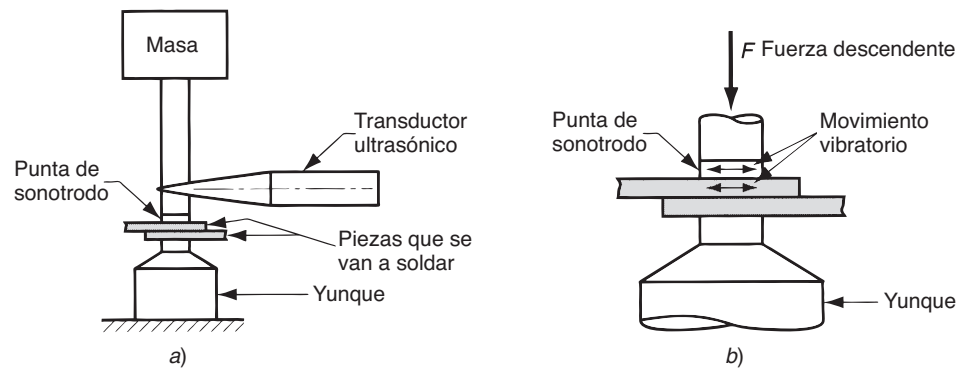 Masa
Transductor
ultrasónico
Punta de
sonotrodo
Piezas que se
van a soldar
Yunque
a)
F Fuerza descendente
Punta de
sonotrodo
Movimiento
vibratorio
Yunque
b)